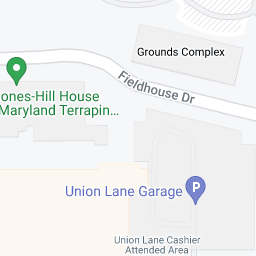 Grounds Complex
Fieldhouse Dr
ones-Hill House
Maryland Terrapin...
Union Lane Garage
P
Union Lane Cashier
Attended Area